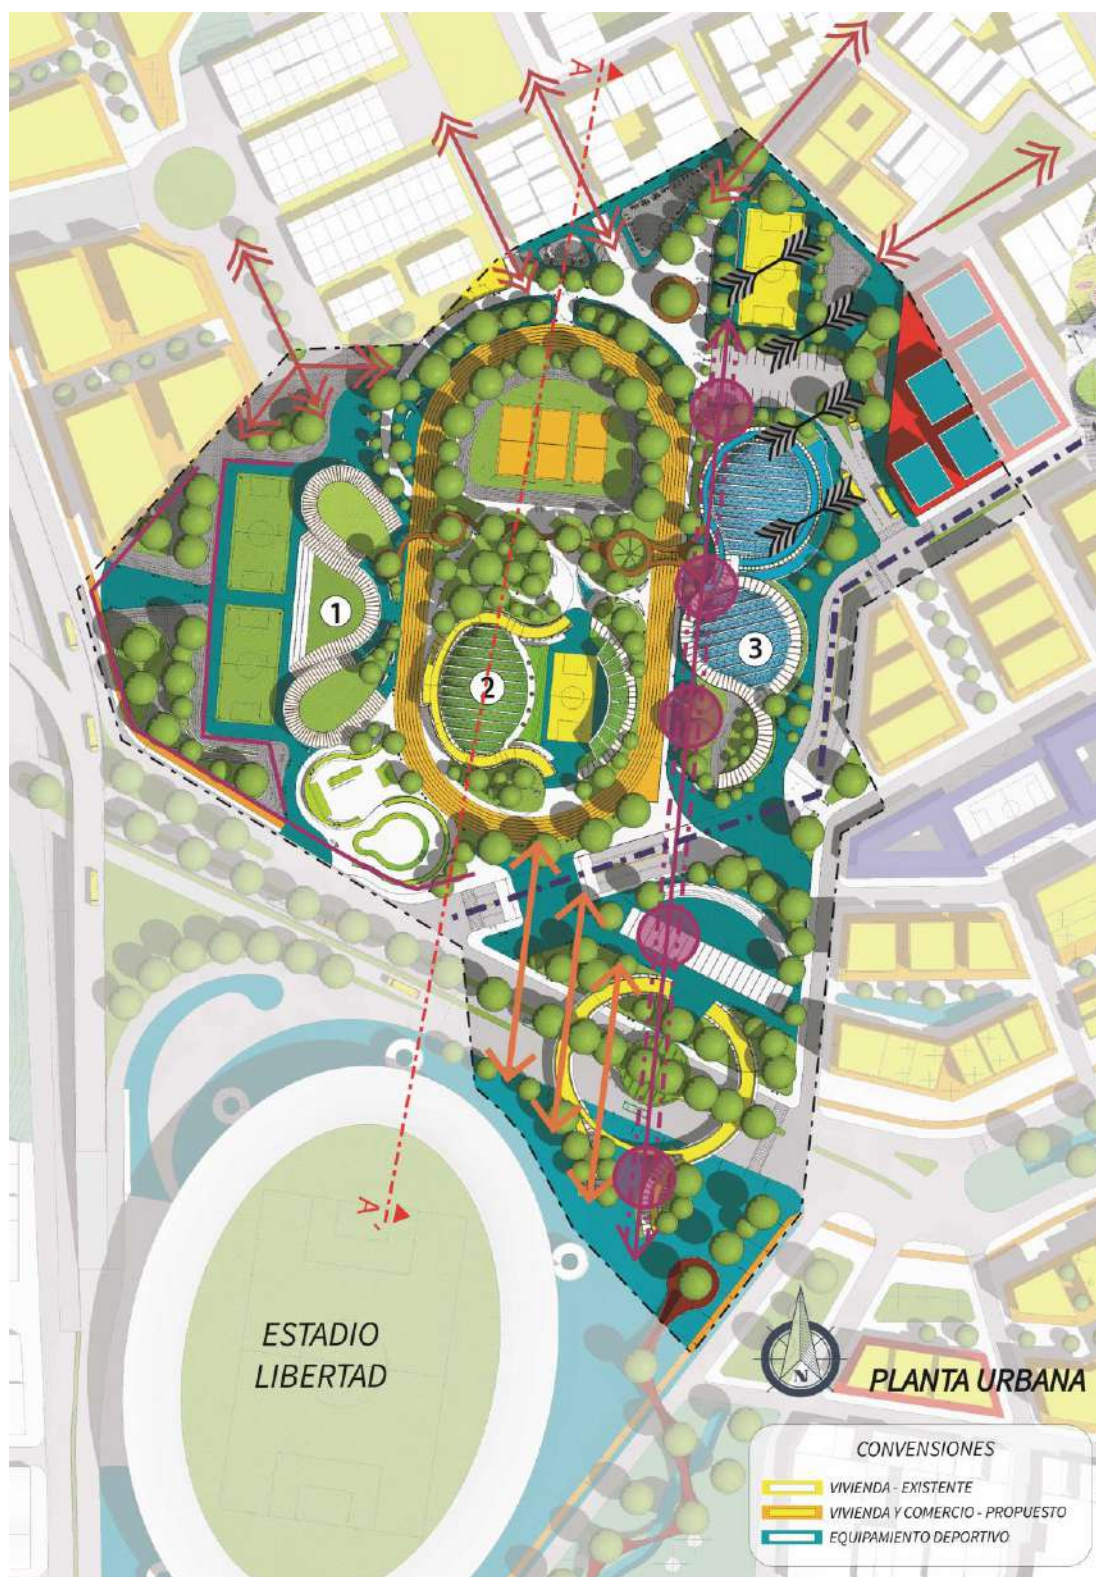 A
1
2
3
A'
ESTADIO
LIBERTAD
N
PLANTA URBANA
CONVENSIONES
VIVIENDA - EXISTENTE
VIVIENDA Y COMERCIO - PROPUESTO
EQUIPAMIENTO DEPORTIVO